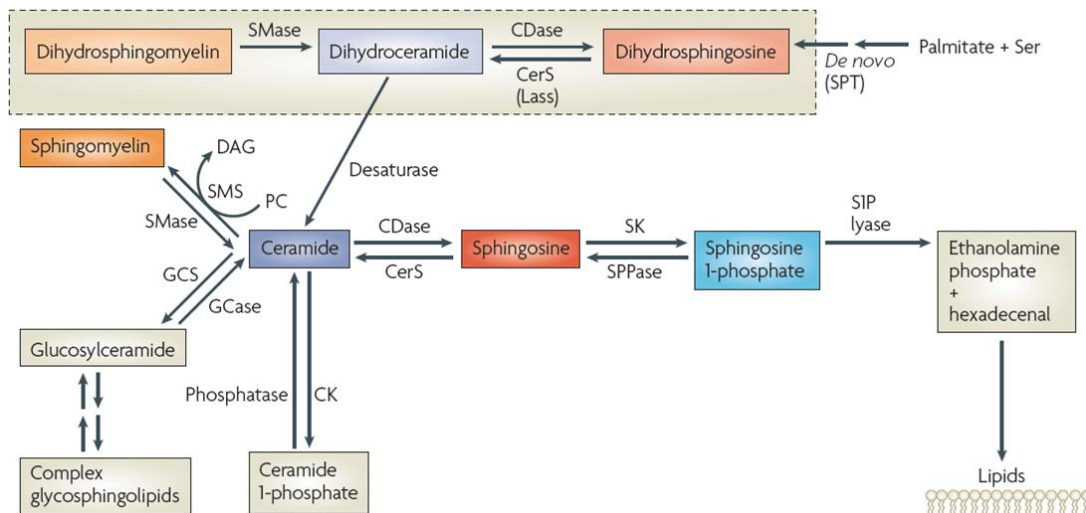 Dihydrosphingomyelin
SMase
Dihydroceramide
CDase
CerS
(Lass)
Dihydrosphingosine
De novo
(SPT)
Palmitate + Ser
Sphingomyelin
DAG
SMS
PC
SMase
Desaturase
Ceramide
CDase
CerS
Sphingosine
SK
SPPase
Sphingosine
1-phosphate
S1P
lyase
Ethanolamine
phosphate
+
hexadecenal
GCS
GCase
Glucosylceramide
Phosphatase
CK
Complex
glycosphingolipids
Ceramide
1-phosphate
Lipids